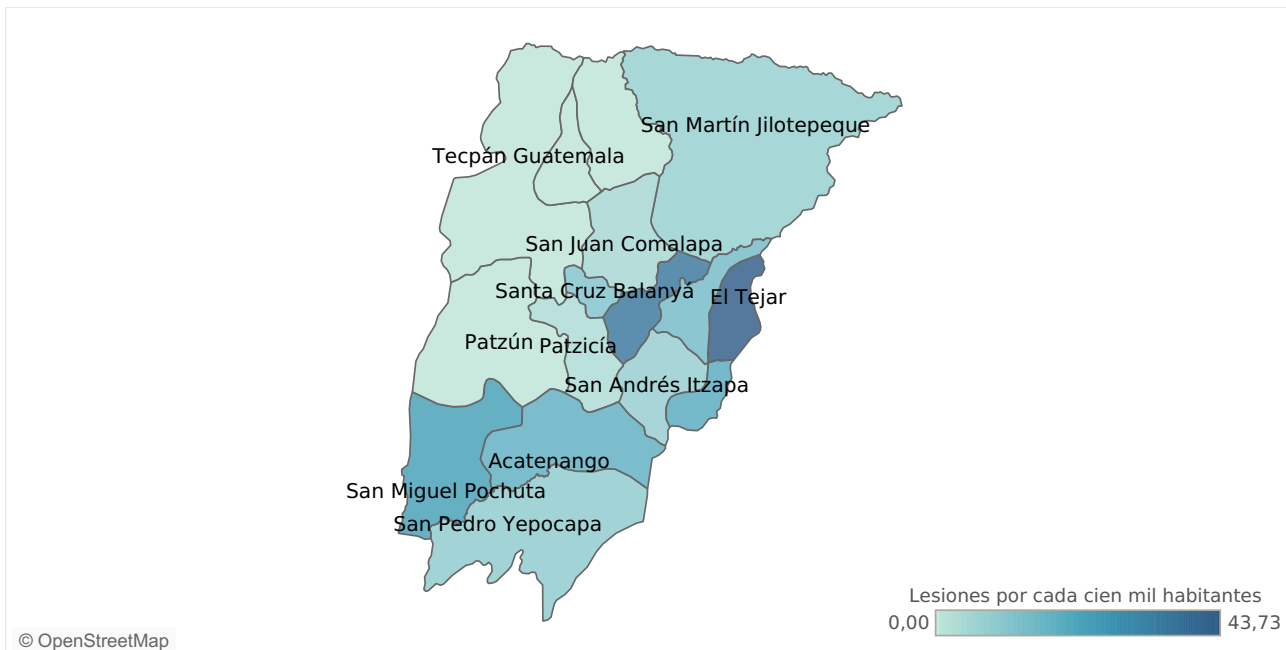 San Martín Jilotepeque
Tecpán Guatemala
San Juan Comalapa
Santa Cruz Balanyá
El Tejar
Patzún
Patzicía
San Andrés Itzapa
Acatenango
San Miguel Pochuta
San Pedro Yepocapa
Lesiones por cada cien mil habitantes
0,00
43,73
© OpenStreetMap